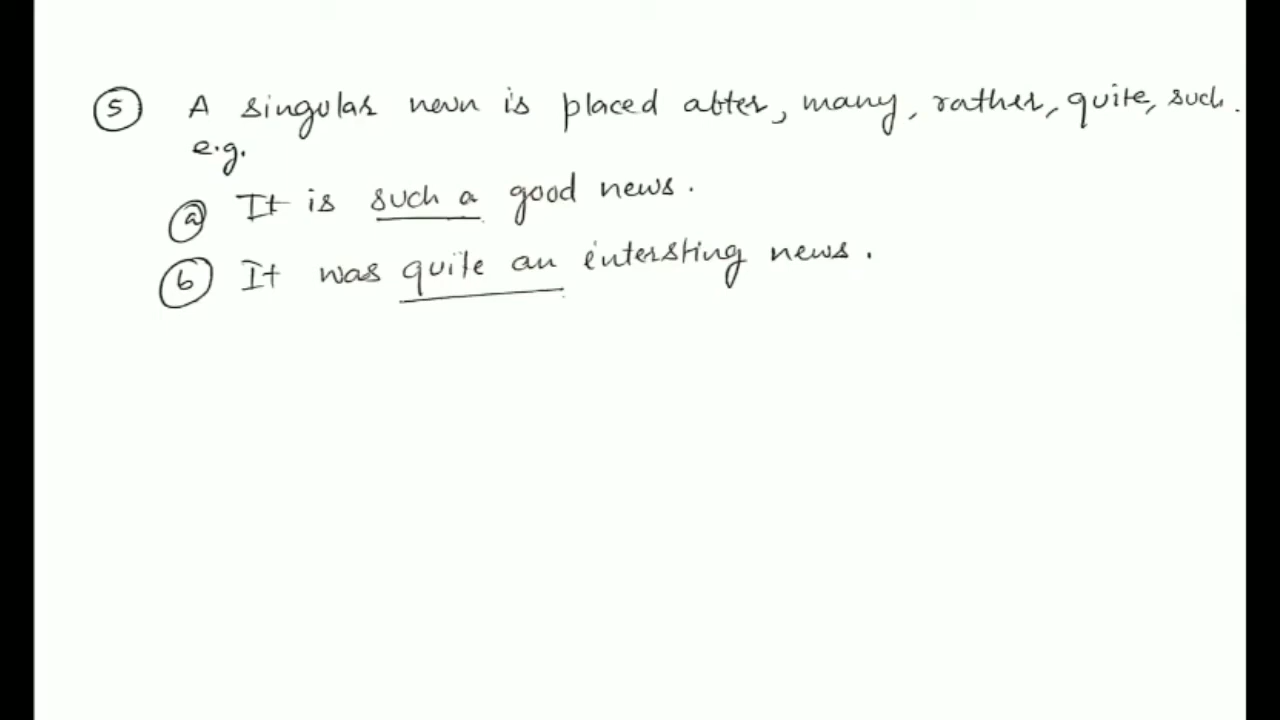 5 A singular noun is placed after, many, rather, quite, such.
e.g.
a It is such a good news.
b It was quite an intersting news.